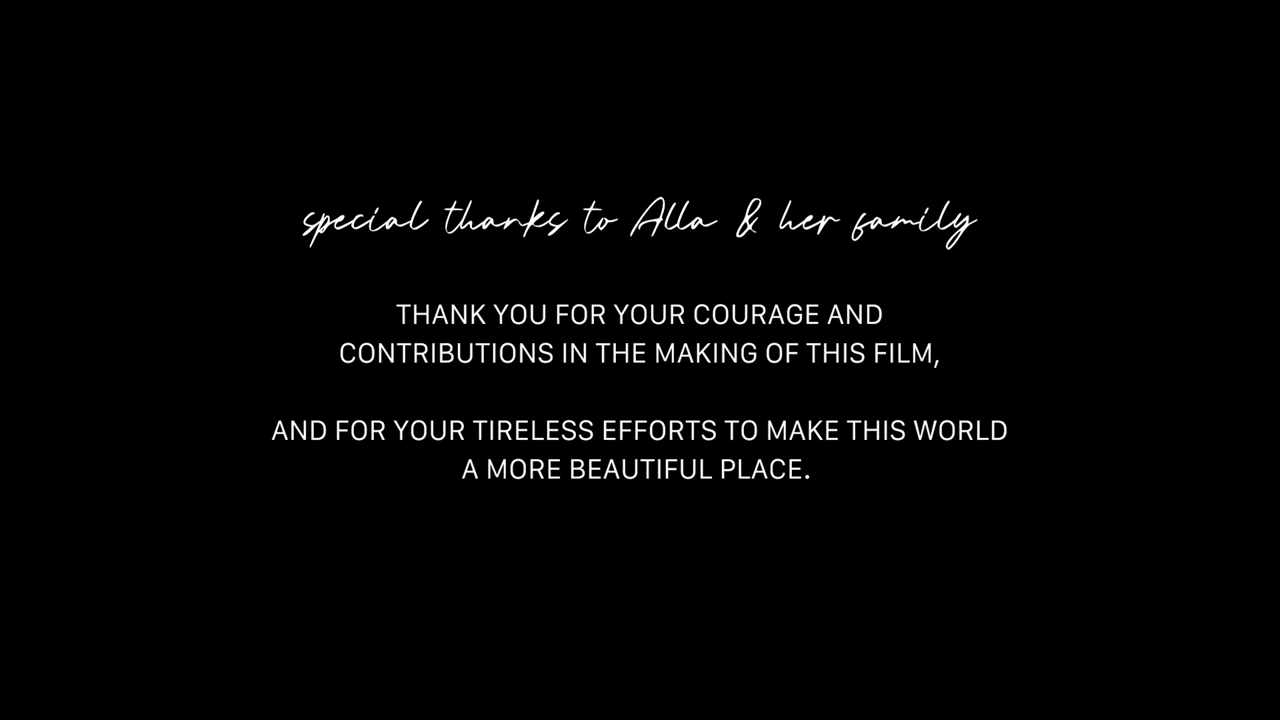 special thanks to Alla & her family
THANK YOU FOR YOUR COURAGE AND
CONTRIBUTIONS IN THE MAKING OF THIS FILM,
AND FOR YOUR TIRELESS EFFORTS TO MAKE THIS WORLD
A MORE BEAUTIFUL PLACE.